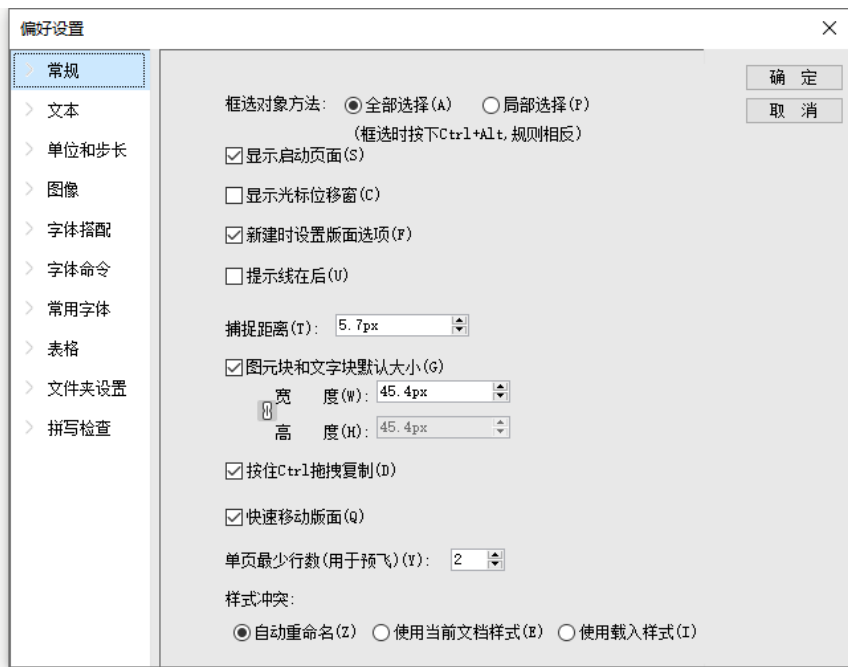 偏好设置
常规
文本
单位和步长
图像
字体搭配
字体命令
常用字体
表格
文件夹设置
拼写检查
框选对象方法: 全部选择(A) 局部选择(P)
(框选时按下Ctrl+Alt,规则相反)
显示启动页面(S)
显示光标位移窗(C)
新建时设置版面选项(F)
提示线在后(U)
捕捉距离(T): 5.7px
图元块和文字块默认大小(G)
宽 度(W): 45.4px
高 度(H): 45.4px
按住Ctrl拖拽复制(D)
快速移动版面(Q)
单页最少行数(用于预飞)(Y): 2
样式冲突:
自动重命名(Z) 使用当前文档样式(E) 使用载入样式(I)
确 定
取 消